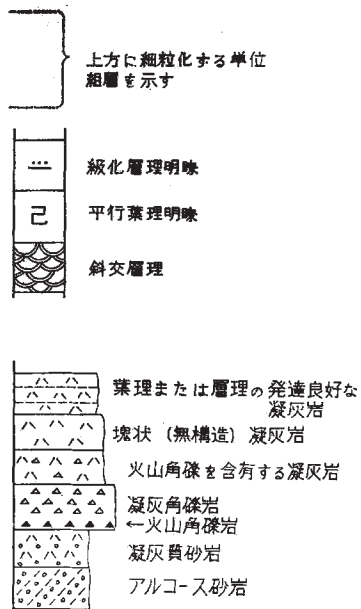 上方に細粒化する単位
組層を示す
級化層理明味
平行葉理明味
斜交層理
葉理または層理の発達良好な
凝灰岩
塊状（無構造）凝灰岩
火山角礫を含有する凝灰岩
凝灰角礫岩
←火山角礫岩
凝灰質砂岩
アルコース砂岩